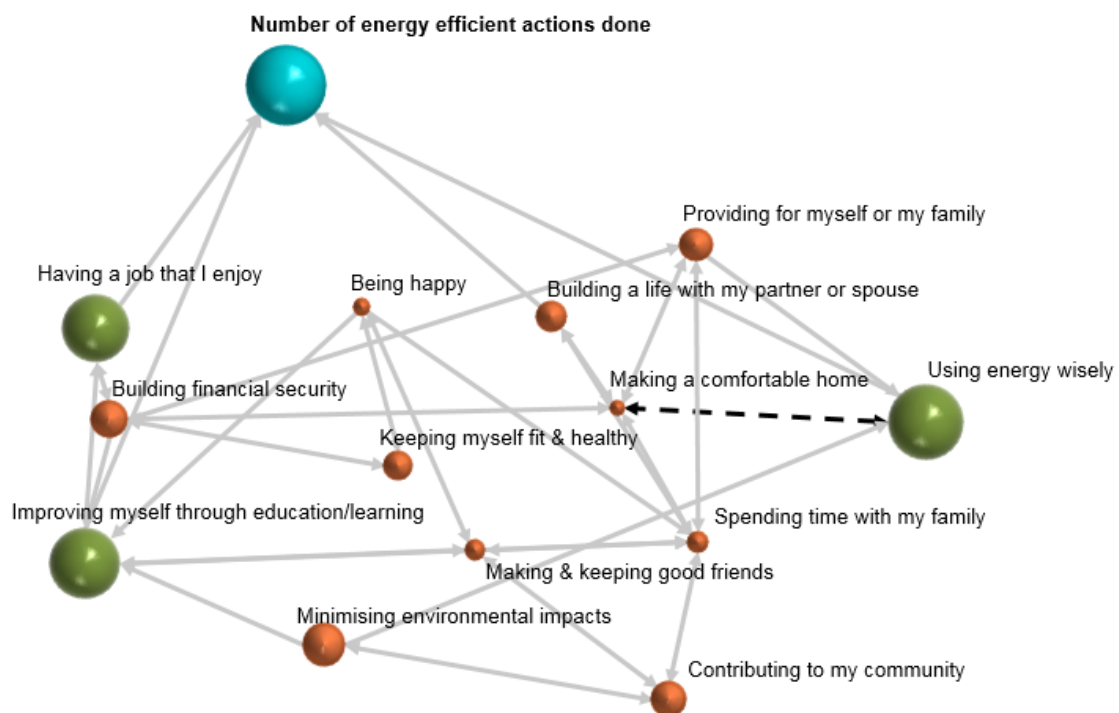 Number of energy efficient actions done
Providing for myself or my family
Having a job that I enjoy
Being happy
Building a life with my partner or spouse
Making a comfortable home
Using energy wisely
Building financial security
Keeping myself fit & healthy
Improving myself through education/learning
Spending time with my family
Making & keeping good friends
Minimising environmental impacts
Contributing to my community